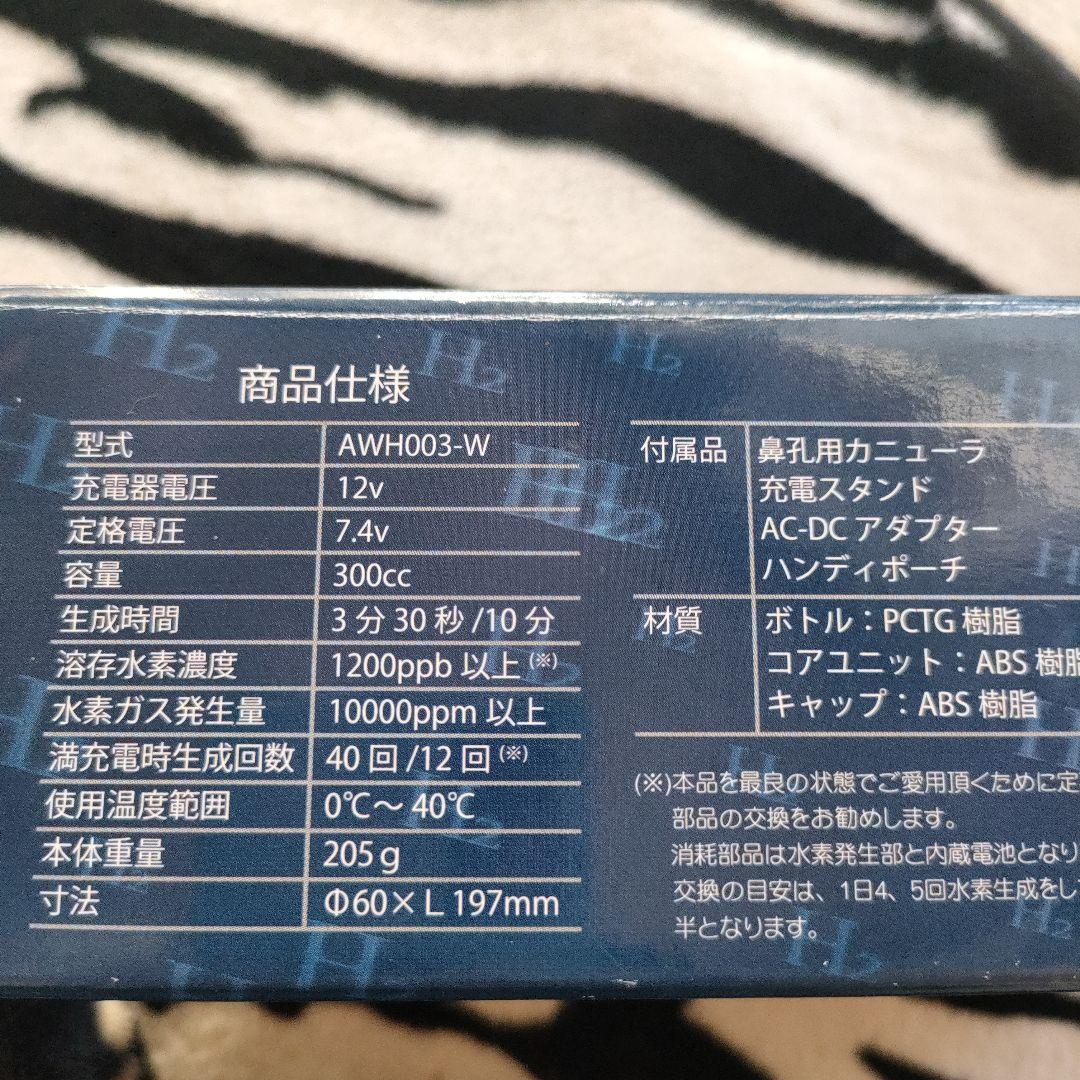 商品仕様
型式 AWH003-W
充電器電圧 12v
定格電圧 7.4v
容量 300cc
生成時間 3分30秒/10分
溶存水素濃度 1200ppb以上(※)
水素ガス発生量 10000ppm以上
満充電時生成回数 40回/12回(※)
使用温度範囲 0℃～40℃
本体重量 205g
寸法 Φ60×L197mm
付属品 鼻孔用カニューラ
充電スタンド
AC-DCアダプター
ハンディポーチ
材質 ボトル：PCTG樹脂
コアユニット：ABS樹脂
キャップ：ABS樹脂
(※)本品を最良の状態でご愛用頂くために定
部品の交換をお勧めします。
消耗部品は水素発生部と内蔵電池となり
交換の目安は、1日4、5回水素生成をし
半となります。
H2
H2
H2
H2
H2
H2
H2